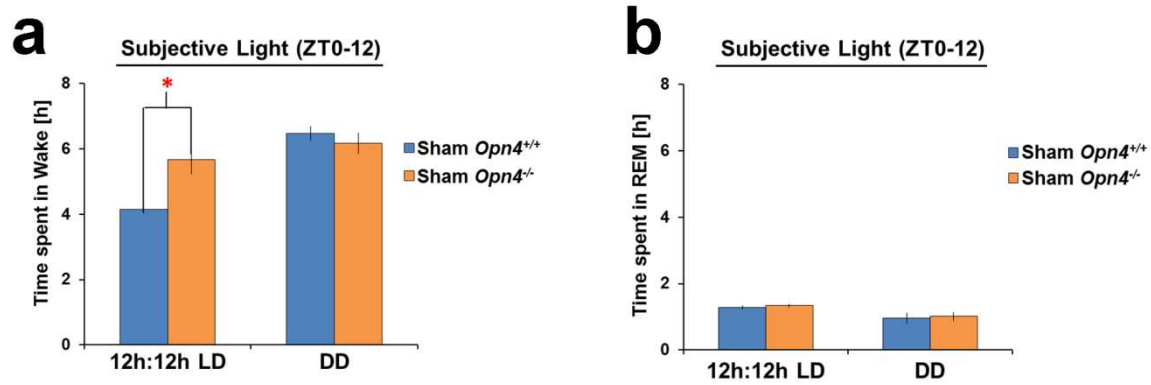 a
Subjective Light (ZT0-12)
Time spent in Wake [h]
8
6
4
2
0
*
12h:12h LD
DD
Sham Opn4+/+
Sham Opn4-/-
b
Subjective Light (ZT0-12)
Time spent in REM [h]
8
6
4
2
0
12h:12h LD
DD
Sham Opn4+/+
Sham Opn4-/-